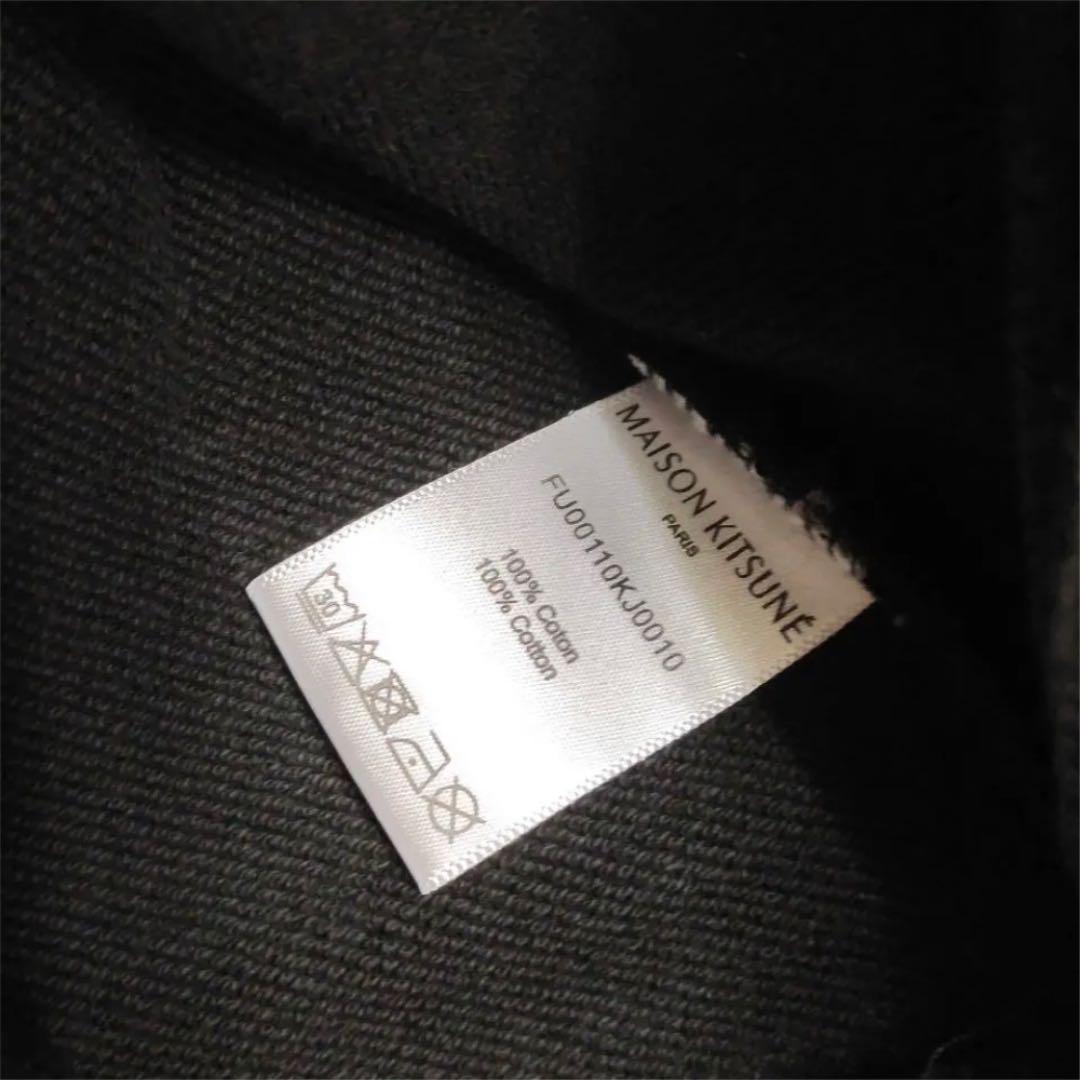 MAISON KITSUNÉ
PARIS
FU00110KJ0010
100% Coton
100% Cotton
30